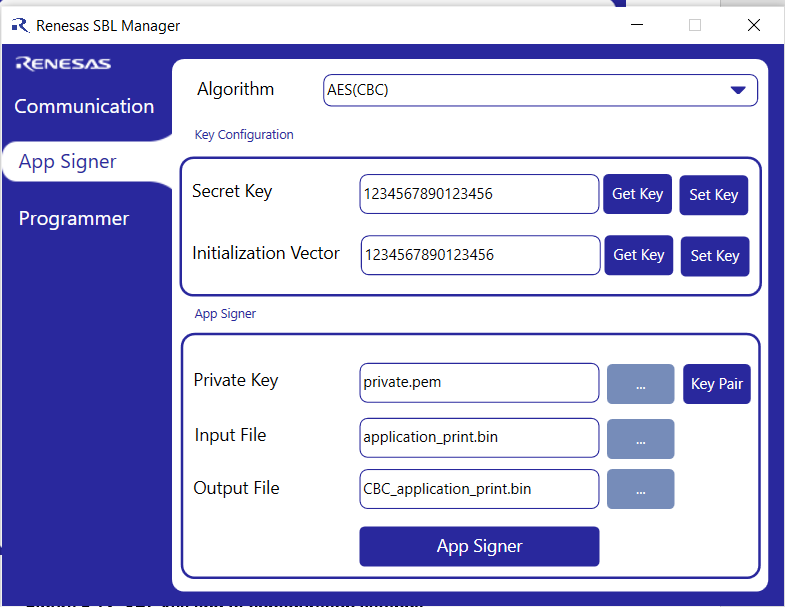 Renesas SBL Manager
RENESAS
Communication
App Signer
Programmer
Algorithm
AES(CBC)
Key Configuration
Secret Key
1234567890123456
Get Key
Set Key
Initialization Vector
1234567890123456
Get Key
Set Key
App Signer
Private Key
private.pem
...
Key Pair
Input File
application_print.bin
...
Output File
CBC_application_print.bin
...
App Signer